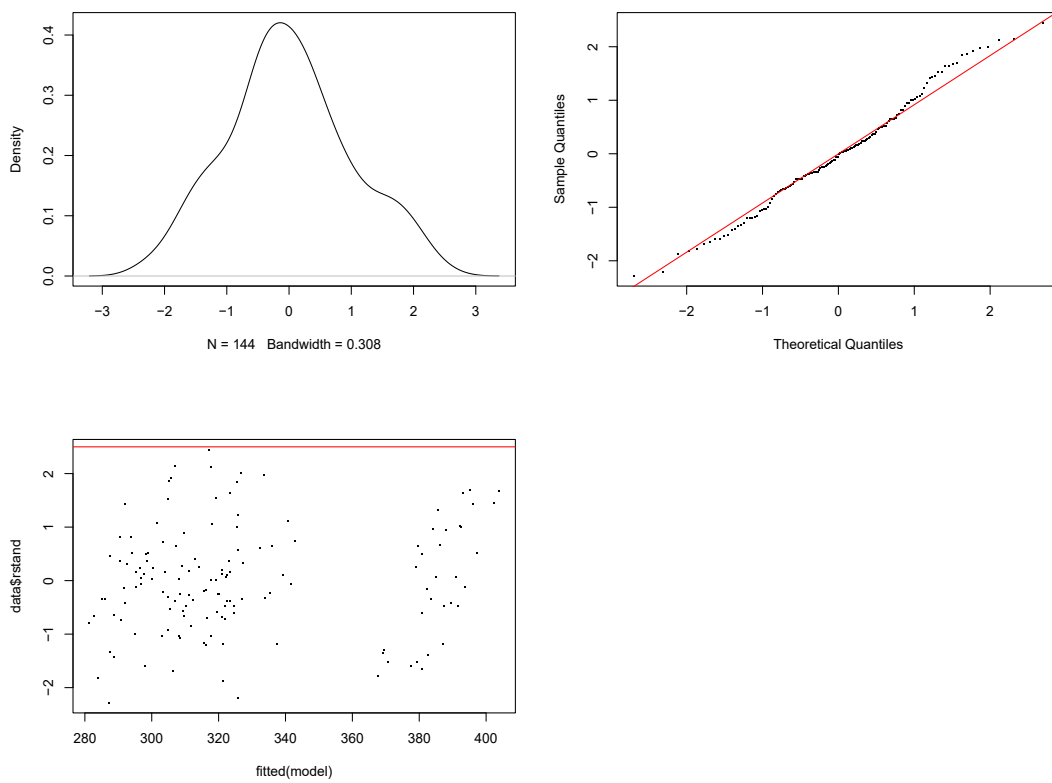 Density
0.0 0.1 0.2 0.3 0.4
−3 −2 −1 0 1 2 3
N = 144 Bandwidth = 0.308
Sample Quantiles
−2 −1 0 1 2
−2 −1 0 1 2
Theoretical Quantiles
data$rstand
−2 −1 0 1 2
280 300 320 340 360 380 400
fitted(model)